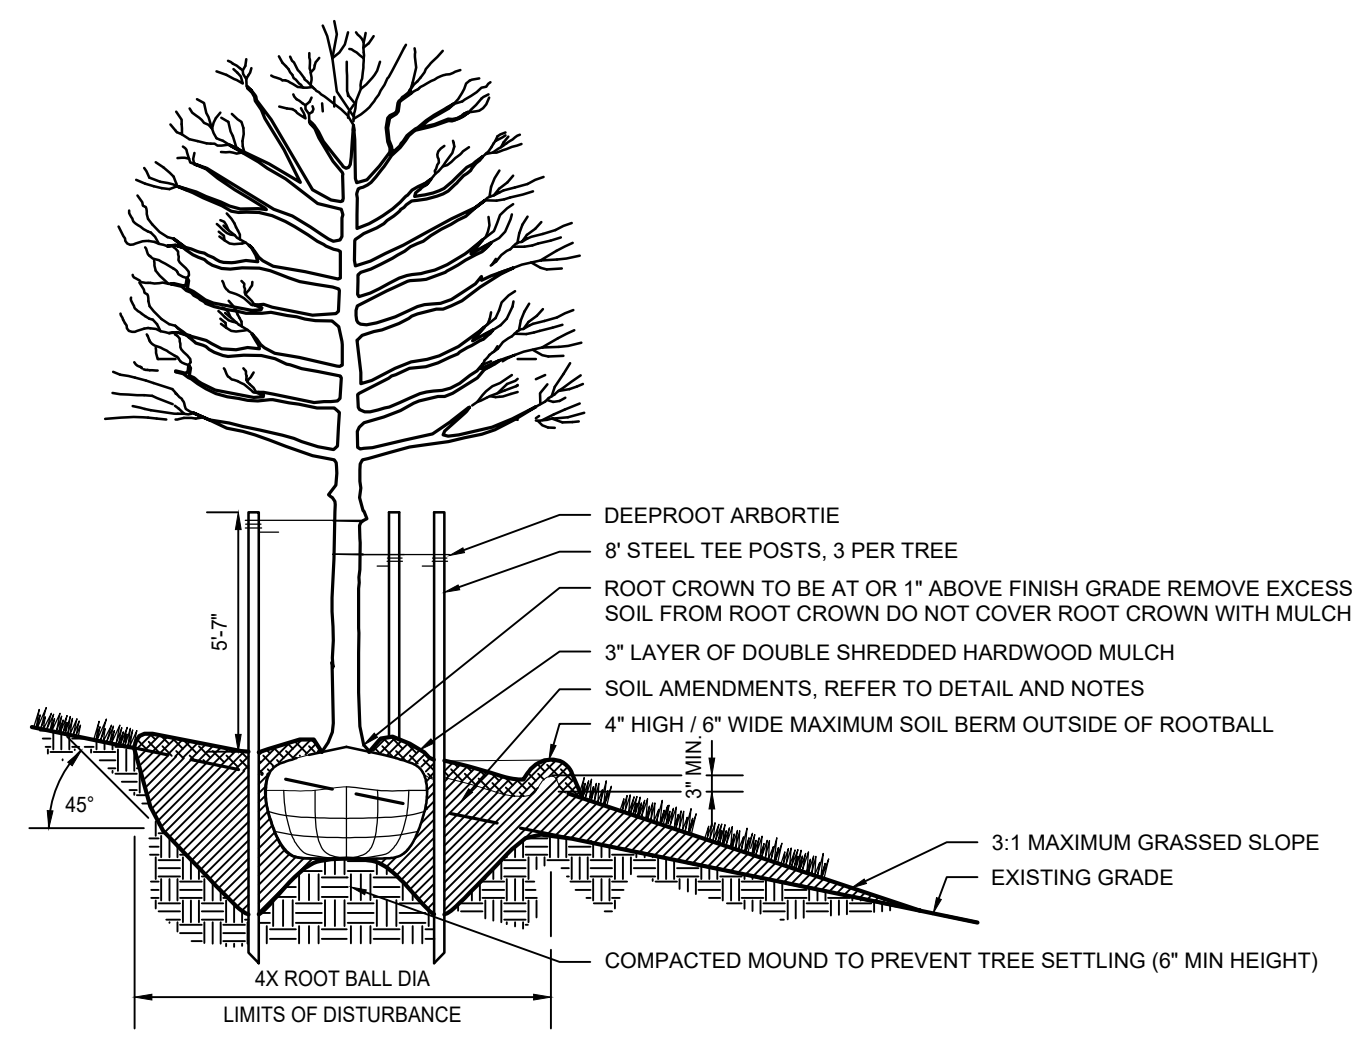 DEEPROOT ARBORTIE
8' STEEL TEE POSTS, 3 PER TREE
ROOT CROWN TO BE AT OR 1" ABOVE FINISH GRADE REMOVE EXCESS
SOIL FROM ROOT CROWN DO NOT COVER ROOT CROWN WITH MULCH
5'-7"
3" LAYER OF DOUBLE SHREDDED HARDWOOD MULCH
SOIL AMENDMENTS, REFER TO DETAIL AND NOTES
4" HIGH / 6" WIDE MAXIMUM SOIL BERM OUTSIDE OF ROOTBALL
3" MIN.
45°
3:1 MAXIMUM GRASSED SLOPE
EXISTING GRADE
COMPACTED MOUND TO PREVENT TREE SETTLING (6" MIN HEIGHT)
4X ROOT BALL DIA
LIMITS OF DISTURBANCE